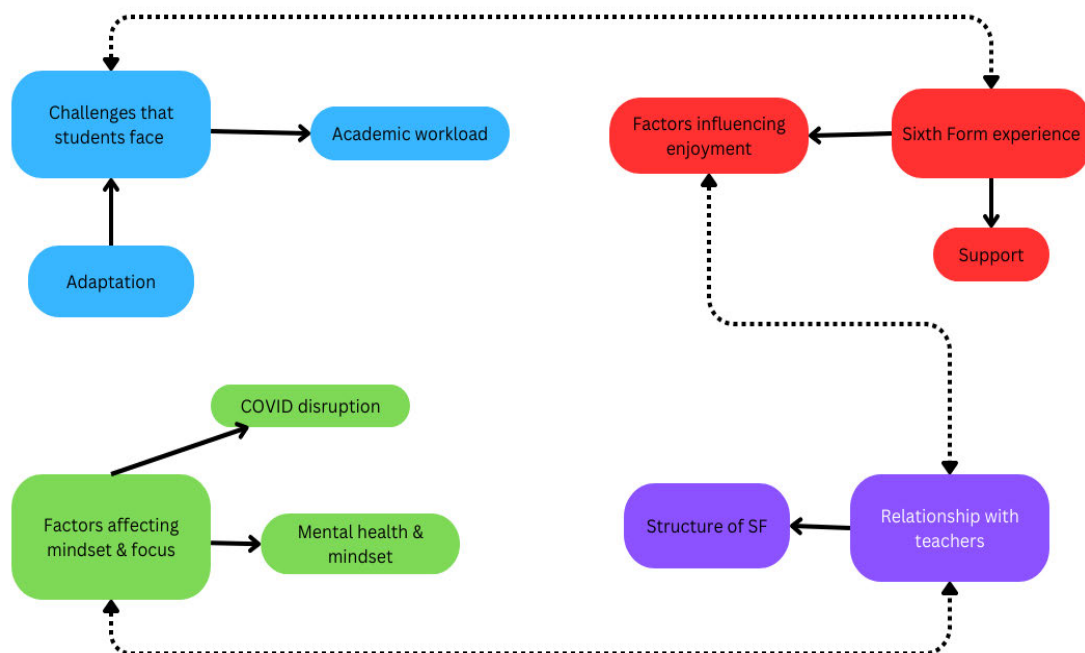 Challenges that
students face
Academic workload
Adaptation
Factors influencing
enjoyment
Sixth Form experience
Support
COVID disruption
Factors affecting
mindset & focus
Mental health &
mindset
Structure of SF
Relationship with
teachers